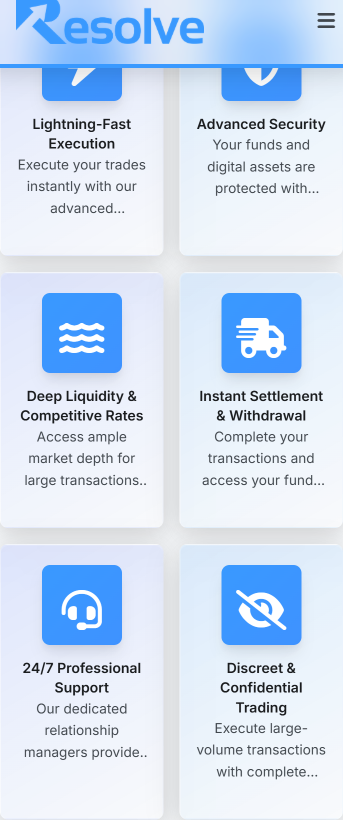 Resolve
Lightning-Fast
Execution
Execute your trades
instantly with our
advanced...
Advanced Security
Your funds and
digital assets are
protected with...
Deep Liquidity &
Competitive Rates
Access ample
market depth for
large transactions..
Instant Settlement
& Withdrawal
Complete your
transactions and
access your fund...
24/7 Professional
Support
Our dedicated
relationship
managers provide..
Discreet &
Confidential
Trading
Execute large-
volume transactions
with complete...